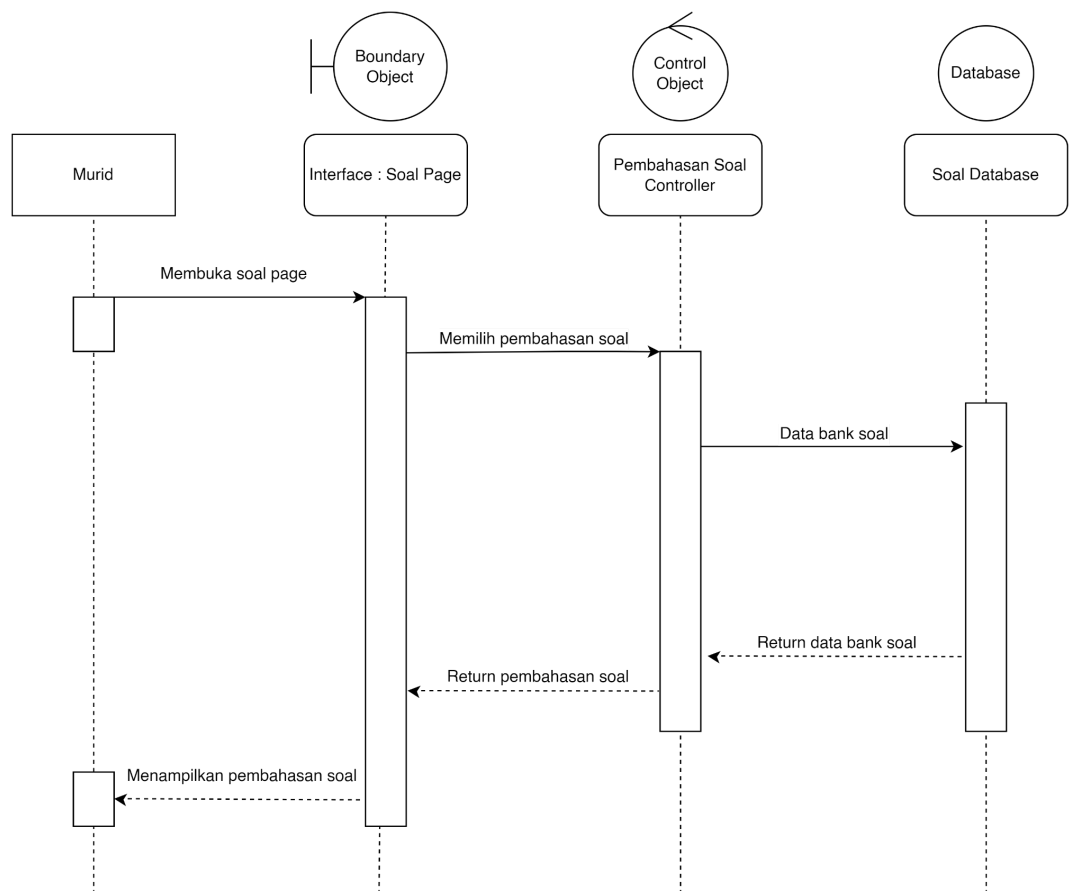 Boundary
Object
Control
Object
Database
Murid
Interface : Soal Page
Pembahasan Soal
Controller
Soal Database
Membuka soal page
Memilih pembahasan soal
Data bank soal
Return data bank soal
Return pembahasan soal
Menampilkan pembahasan soal